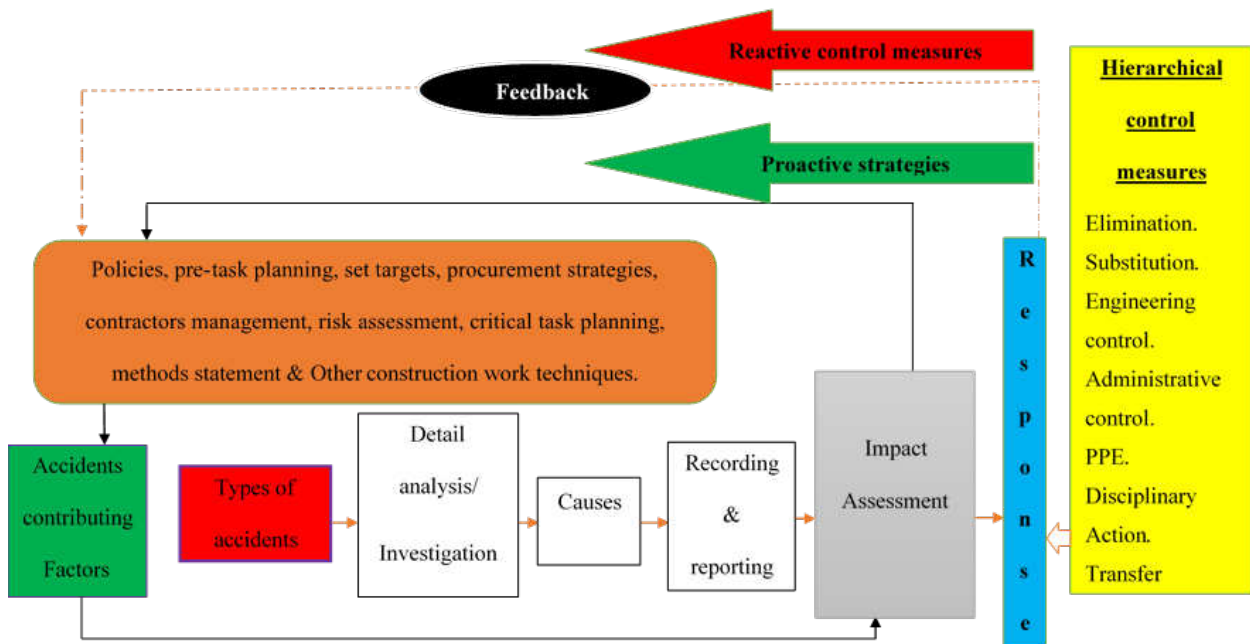 Reactive control measures
Feedback
Proactive strategies
Hierarchical
control
measures
Elimination.
Substitution.
Engineering
control.
Administrative
control.
PPE.
Disciplinary
Action.
Transfer
Policies, pre-task planning, set targets, procurement strategies,
contractors management, risk assessment, critical task planning,
methods statement & Other construction work techniques.
Accidents
contributing
Factors
Types of
accidents
Detail
analysis/
Investigation
Causes
Recording
&
reporting
Impact
Assessment
R
e
s
p
o
n
s
e